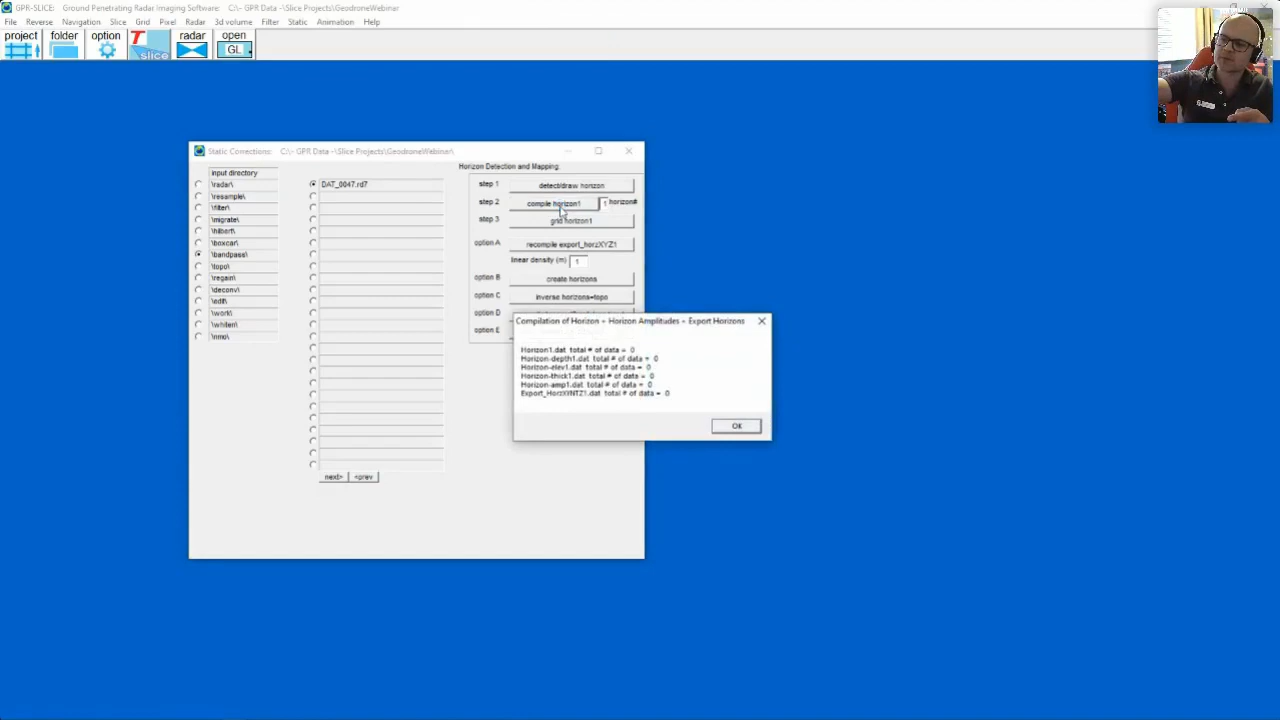 GPR-SLICE: Ground Penetrating Radar Imaging Software: C:\- GPR Data -\Slice Projects\GeodroneWebinar
File Reverse Navigation Slice Grid Pixel Radar 3d volume Filter Static Animation Help
project folder option T slice radar open GL
Static Corrections: C:\- GPR Data -\Slice Projects\GeodroneWebinar\
input directory
\radar\
\resample\
\filter\
\migrate\
\hilbert\
\boxcar\
\bandpass\
\topo\
\regain\
\deconv\
\edit\
\work\
\whiten\
\nmo\
DAT_0047.rd7
next> <prev
Horizon Detection and Mapping:
step 1 detect/draw horizon
step 2 compile horizon1 1 horizon#
step 3 grid horizon1
option A recompile export_horzXYZ1
linear density (m) 1
option B create horizons
option C inverse horizons+topo
option D
option E
Compilation of Horizon - Horizon Amplitudes - Export Horizons
Horizon1.dat total # of data = 0
Horizon-depth1.dat total # of data = 0
Horizon-elev1.dat total # of data = 0
Horizon-thick1.dat total # of data = 0
Horizon-amp1.dat total # of data = 0
Export_HorzXYNTZ1.dat total # of data = 0
OK